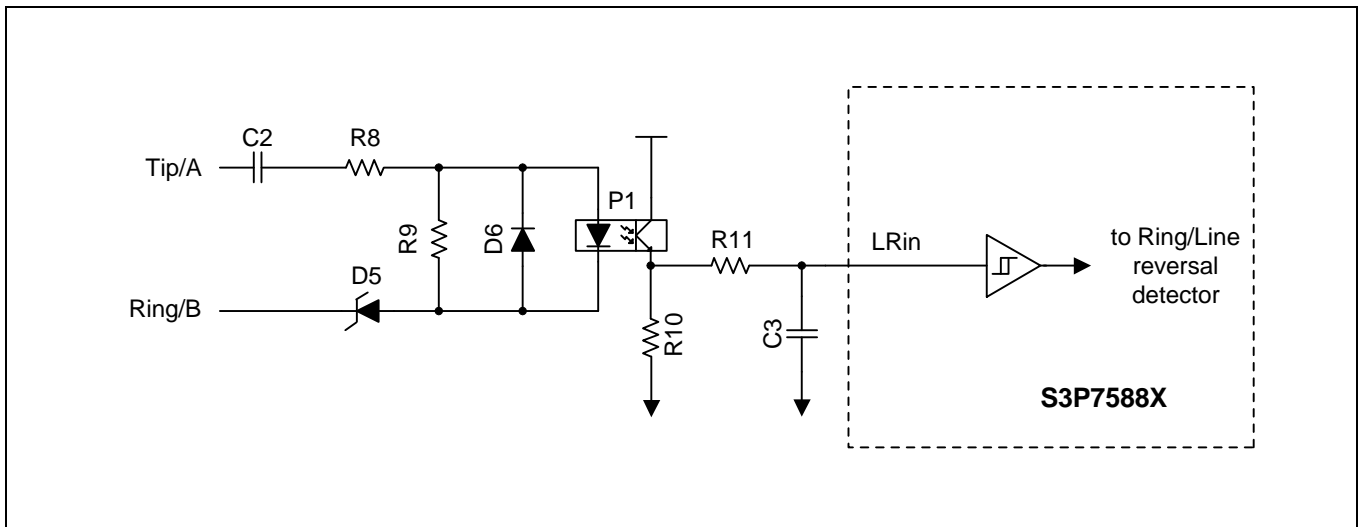 C2
R8
Tip/A
P1
R9
D6
R11
LRin
to Ring/Line
reversal
detector
D5
Ring/B
R10
C3
S3P7588X